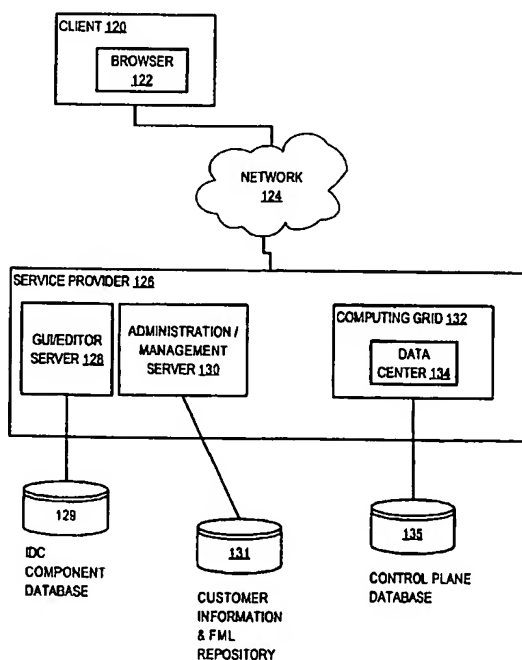 CLIENT 120
BROWSER
122
NETWORK
124
SERVICE PROVIDER 126
GUI/EDITOR
SERVER 128
ADMINISTRATION /
MANAGEMENT
SERVER 130
COMPUTING GRID 132
DATA
CENTER 134
129
IDC
COMPONENT
DATABASE
131
CUSTOMER
INFORMATION
& FML
REPOSITORY
135
CONTROL PLANE
DATABASE